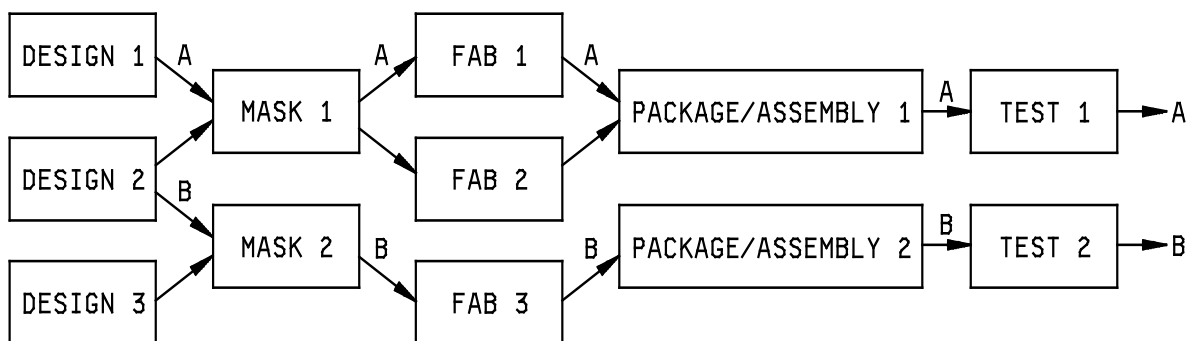 DESIGN 1
A
A
FAB 1
A
MASK 1
PACKAGE/ASSEMBLY 1
A
TEST 1
A
DESIGN 2
B
FAB 2
MASK 2
B
B
PACKAGE/ASSEMBLY 2
B
TEST 2
B
DESIGN 3
FAB 3